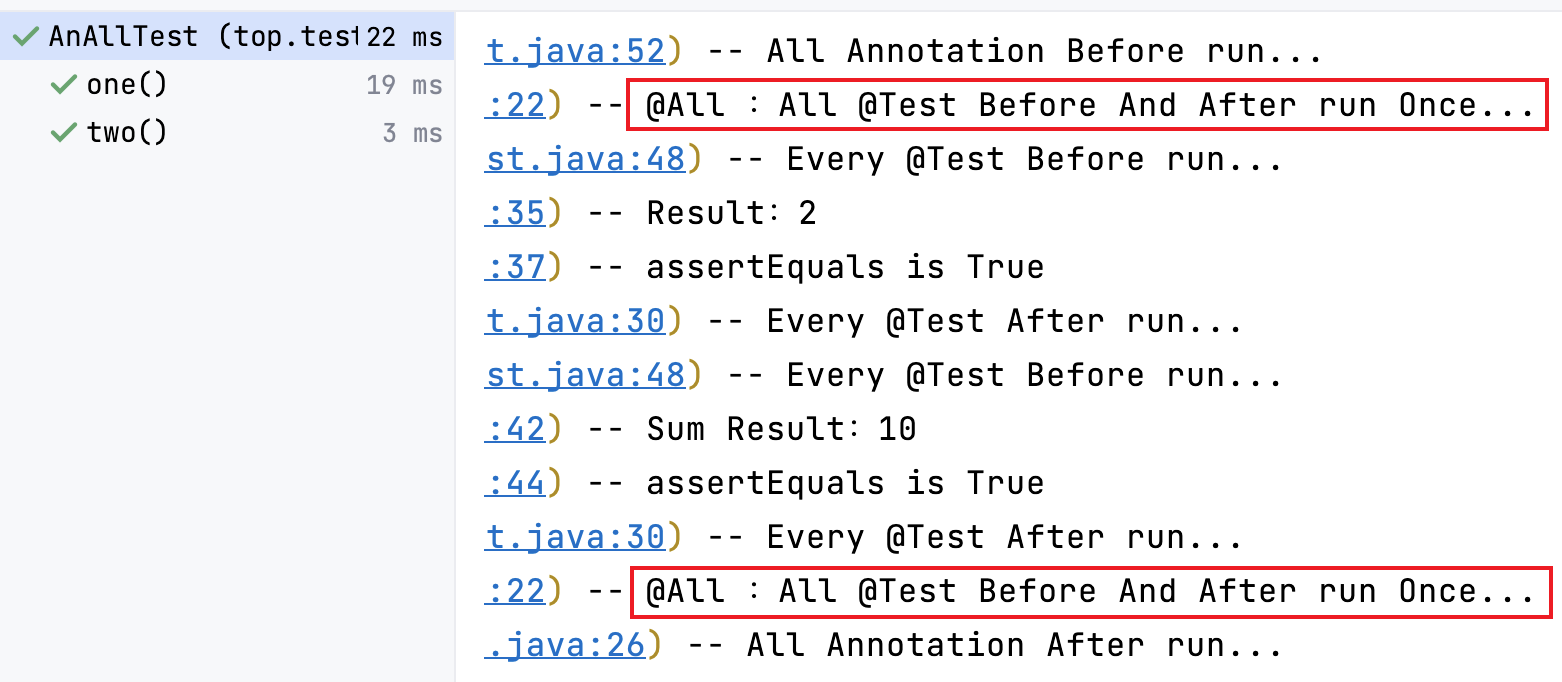 AnAllTest (top.test 22 ms
one() 19 ms
two() 3 ms
t.java:52) -- All Annotation Before run...
:22) -- @All : All @Test Before And After run Once...
st.java:48) -- Every @Test Before run...
:35) -- Result: 2
:37) -- assertEquals is True
t.java:30) -- Every @Test After run...
st.java:48) -- Every @Test Before run...
:42) -- Sum Result: 10
:44) -- assertEquals is True
t.java:30) -- Every @Test After run...
:22) -- @All : All @Test Before And After run Once...
.java:26) -- All Annotation After run...